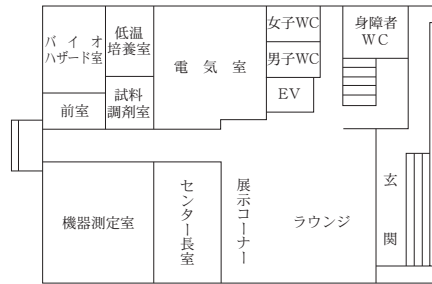 バイオ
ハザード室
低温
培養室
電気室
女子WC
男子WC
EV
身障者
WC
前室
試料
調剤室
機器測定室
センター長室
展示コーナー
ラウンジ
玄関